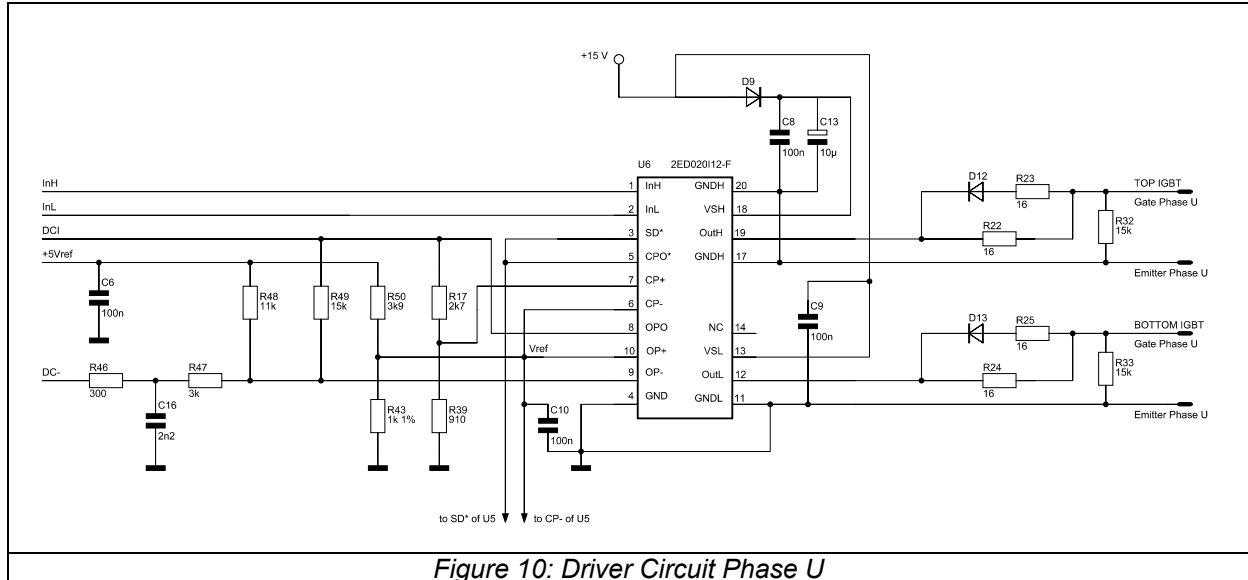 +15 V
D9
C8
100n
C13
10µ
U6 2ED020I12-F
InH
InL
DCI
+5Vref
DC-
C6
100n
R48
11k
R49
15k
R50
3k9
R17
2k7
R46
300
R47
3k
C16
2n2
R43
1k 1%
R39
910
Vref
C10
100n
1 InH GNDH 20
2 InL VSH 18
3 SD* OutH 19
5 CPO* GNDH 17
7 CP+
6 CP-
8 OPO NC 14
10 OP+ VSL 13
9 OP- OutL 12
4 GND GNDL 11
C9
100n
D12
R23
16
R22
16
R32
15k
TOP IGBT
Gate Phase U
Emitter Phase U
D13
R25
16
R24
16
R33
15k
BOTTOM IGBT
Gate Phase U
Emitter Phase U
to SD* of U5
to CP- of U5
Figure 10: Driver Circuit Phase U